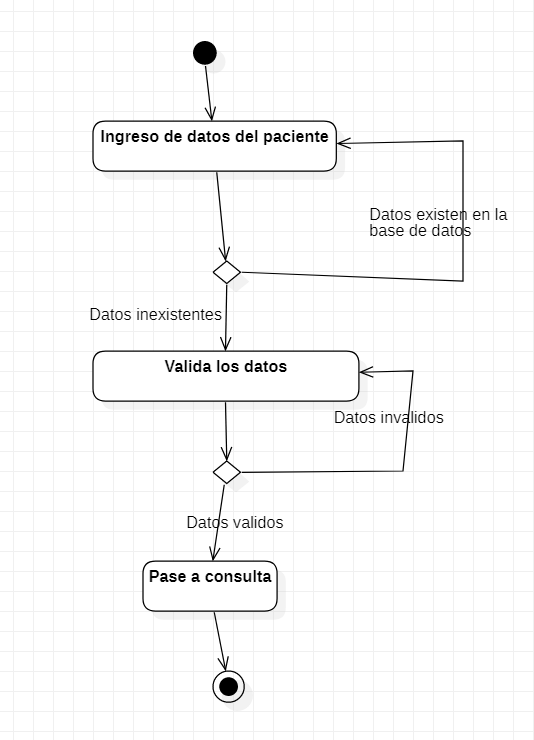 Ingreso de datos del paciente
Datos existen en la
base de datos
Datos inexistentes
Valida los datos
Datos invalidos
Datos validos
Pase a consulta